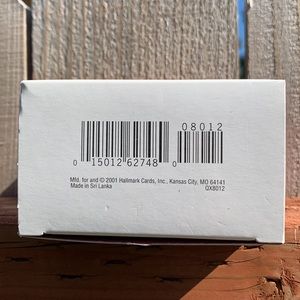 08012
0 15012 62748 0
Mfd. for and © 2001 Hallmark Cards, Inc., Kansas City, MO 64141
Made in Sri Lanka QX8012